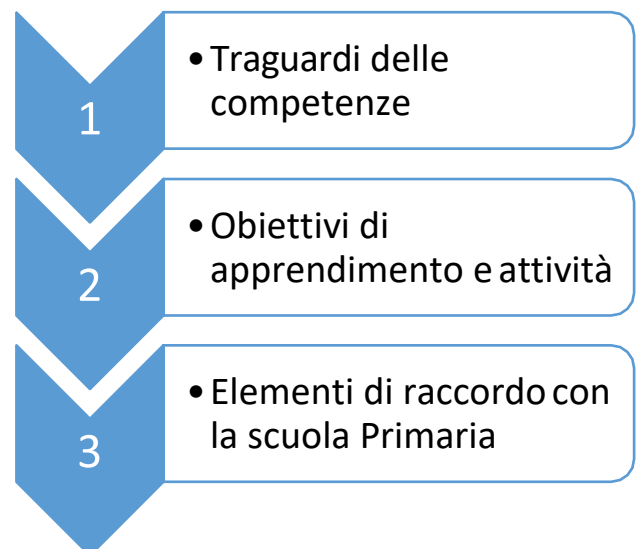 1
• Traguardi delle
competenze
2
• Obiettivi di
apprendimento e attività
3
• Elementi di raccordo con
la scuola Primaria